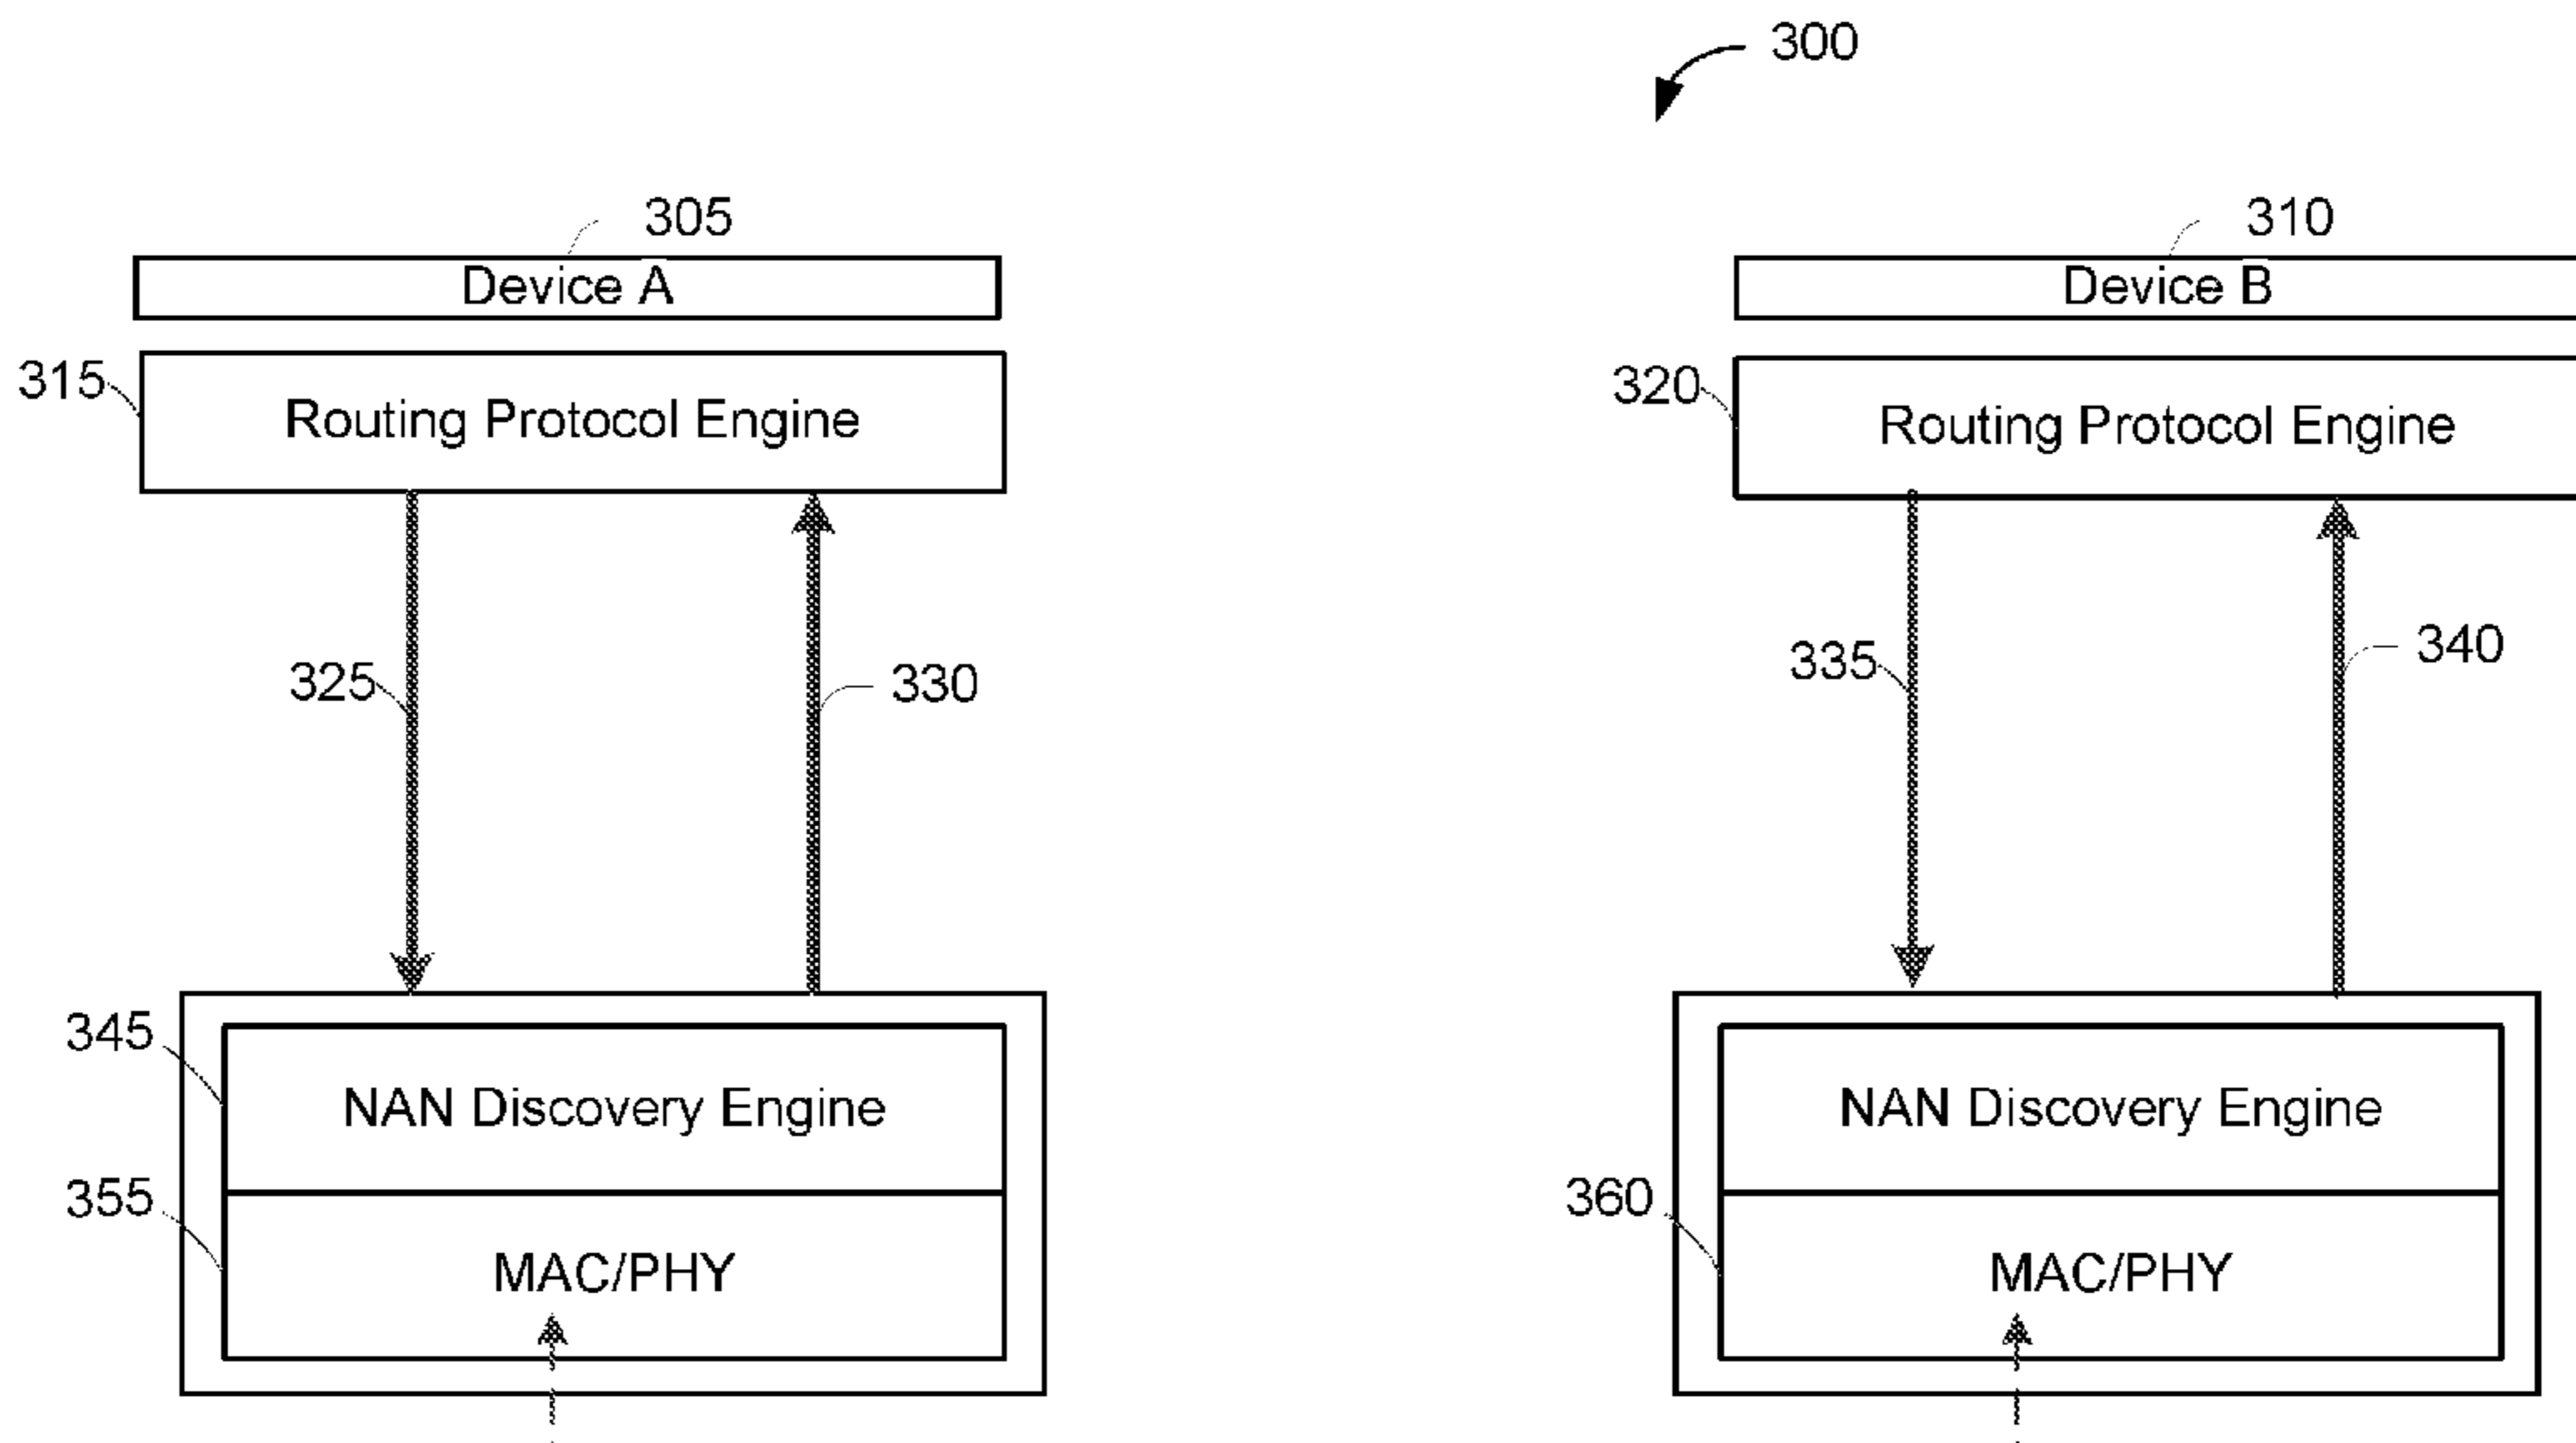 300
305
Device A
310
Device B
315
Routing Protocol Engine
320
Routing Protocol Engine
325
330
335
340
345
NAN Discovery Engine
NAN Discovery Engine
355
MAC/PHY
360
MAC/PHY